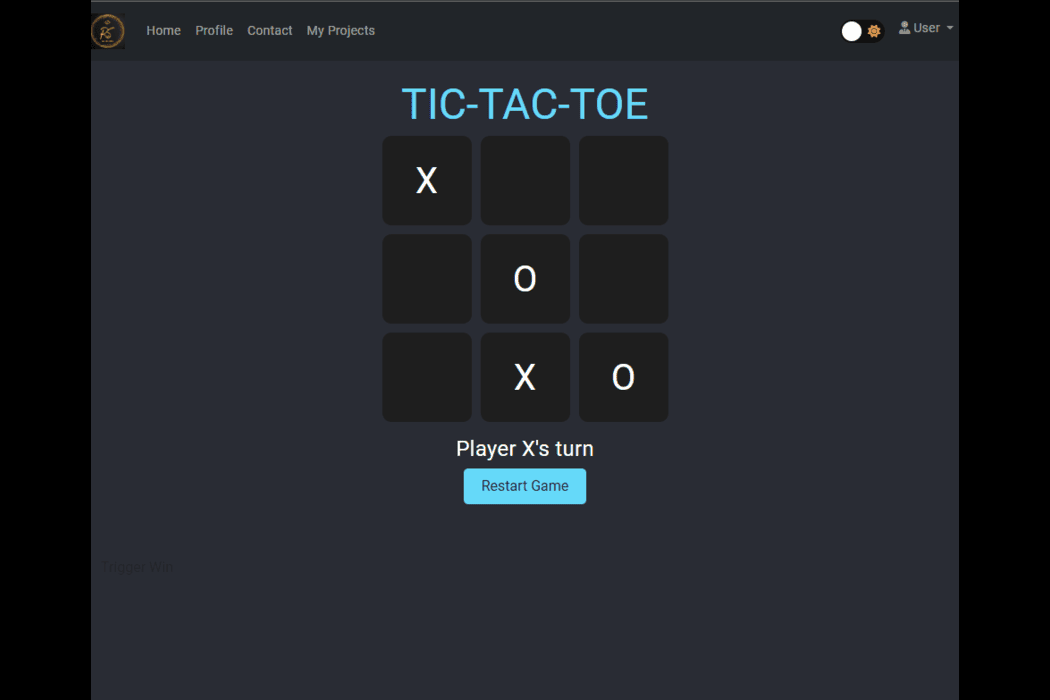 Home Profile Contact My Projects User
TIC-TAC-TOE
X
O
X O
Player X's turn
Restart Game
Trigger Win